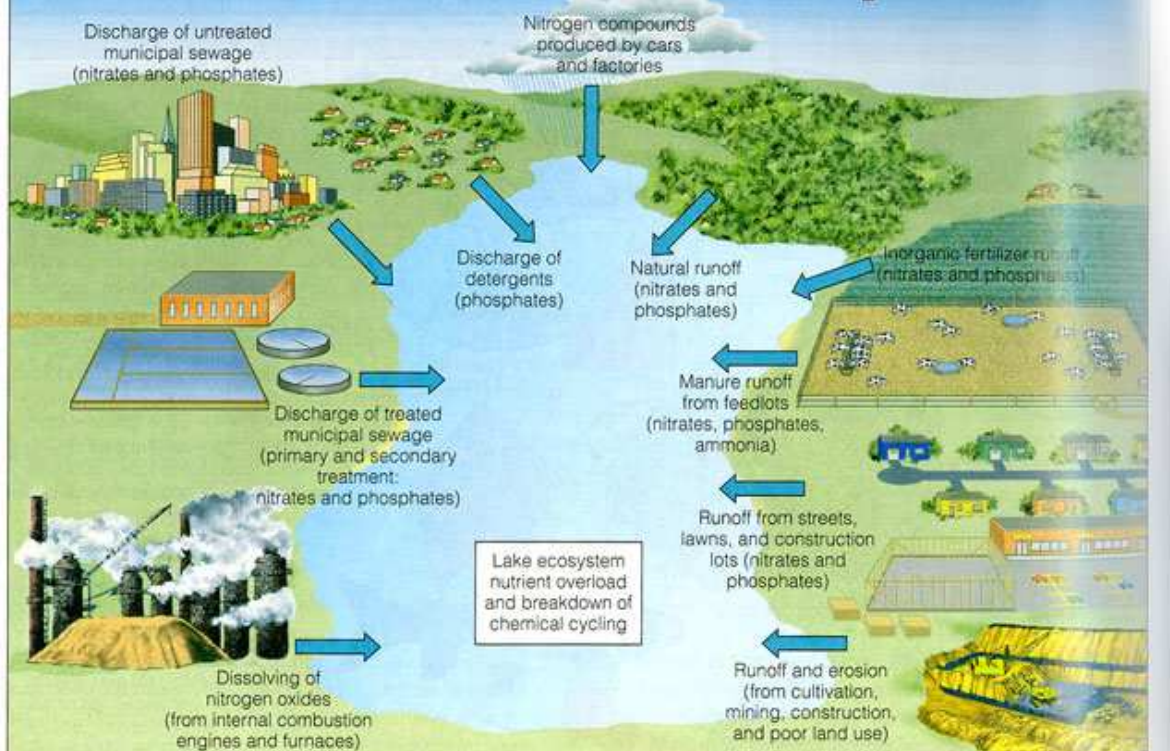 Discharge of untreated
municipal sewage
(nitrates and phosphates)
Nitrogen compounds
produced by cars
and factories
Discharge of
detergents
(phosphates)
Natural runoff
(nitrates and
phosphates)
Inorganic fertilizer runoff
(nitrates and phosphates)
Manure runoff
from feedlots
(nitrates, phosphates,
ammonia)
Discharge of treated
municipal sewage
(primary and secondary
treatment:
nitrates and phosphates)
Runoff from streets,
lawns, and construction
lots (nitrates and
phosphates)
Lake ecosystem
nutrient overload
and breakdown of
chemical cycling
Dissolving of
nitrogen oxides
(from internal combustion
engines and furnaces)
Runoff and erosion
(from cultivation,
mining, construction,
and poor land use)